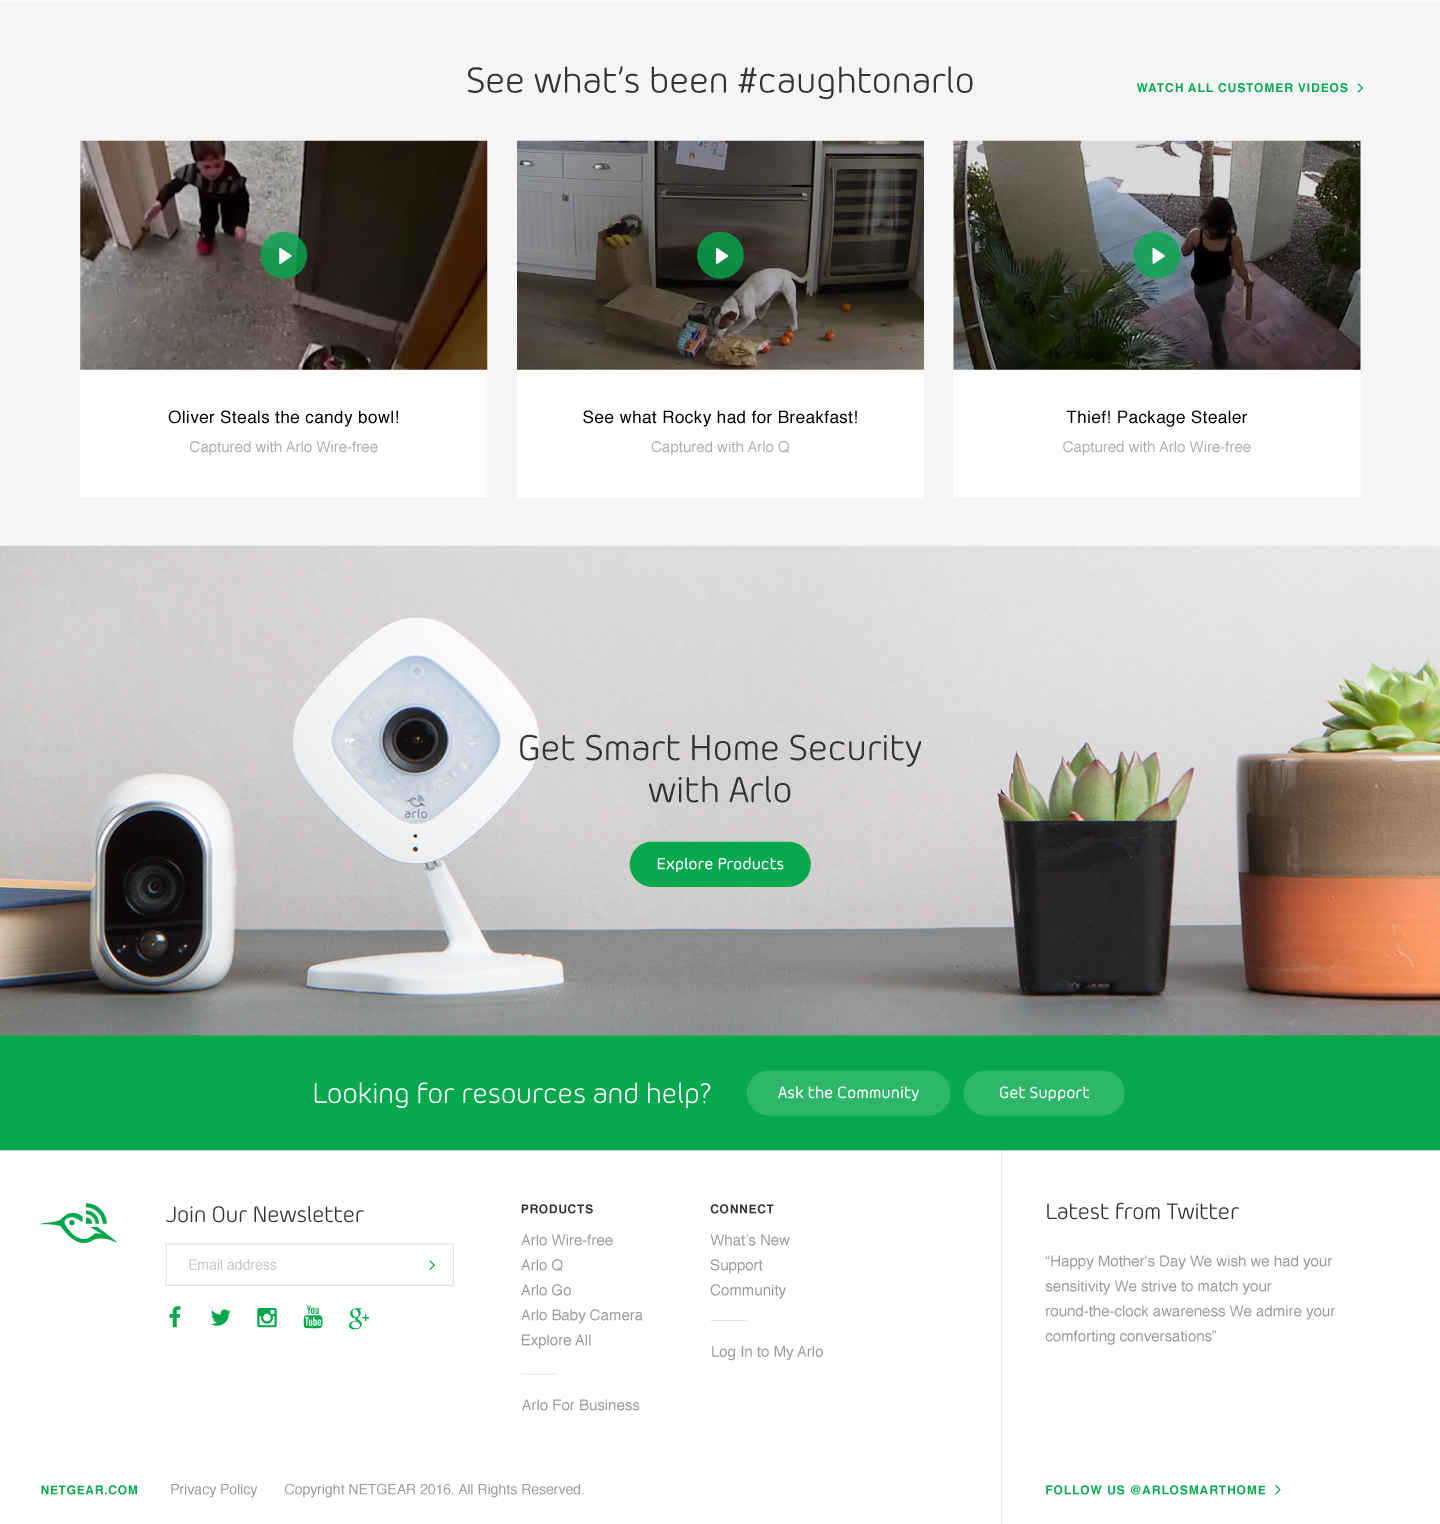 See what's been #caughtonarlo
WATCH ALL CUSTOMER VIDEOS
Oliver Steals the candy bowl!
Captured with Arlo Wire-free
See what Rocky had for Breakfast!
Captured with Arlo Q
Thief! Package Stealer
Captured with Arlo Wire-free
arlo
Get Smart Home Security
with Arlo
Explore Products
Looking for resources and help?
Ask the Community
Get Support
Join Our Newsletter
Email address
You
Tube
g+
PRODUCTS
Arlo Wire-free
Arlo Q
Arlo Go
Arlo Baby Camera
Explore All
Arlo For Business
CONNECT
What's New
Support
Community
Log In to My Arlo
Latest from Twitter
“Happy Mother's Day We wish we had your
sensitivity We strive to match your
round-the-clock awareness We admire your
comforting conversations”
NETGEAR.COM
Privacy Policy
Copyright NETGEAR 2016. All Rights Reserved.
FOLLOW US @ARLOSMARTHOME